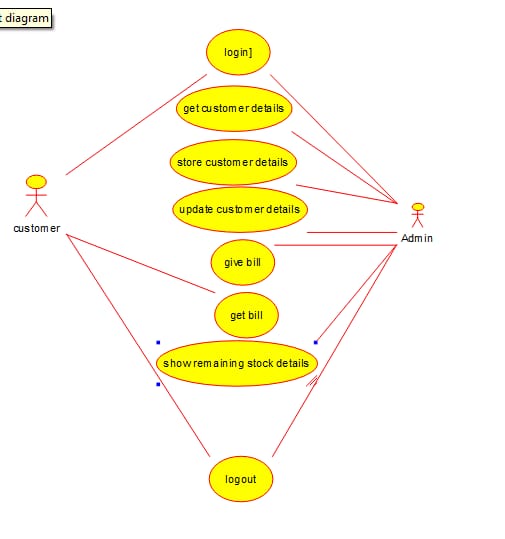 t diagram
login]
get customer details
store customer details
update customer details
customer
Admin
give bill
get bill
show remaining stock details
logout